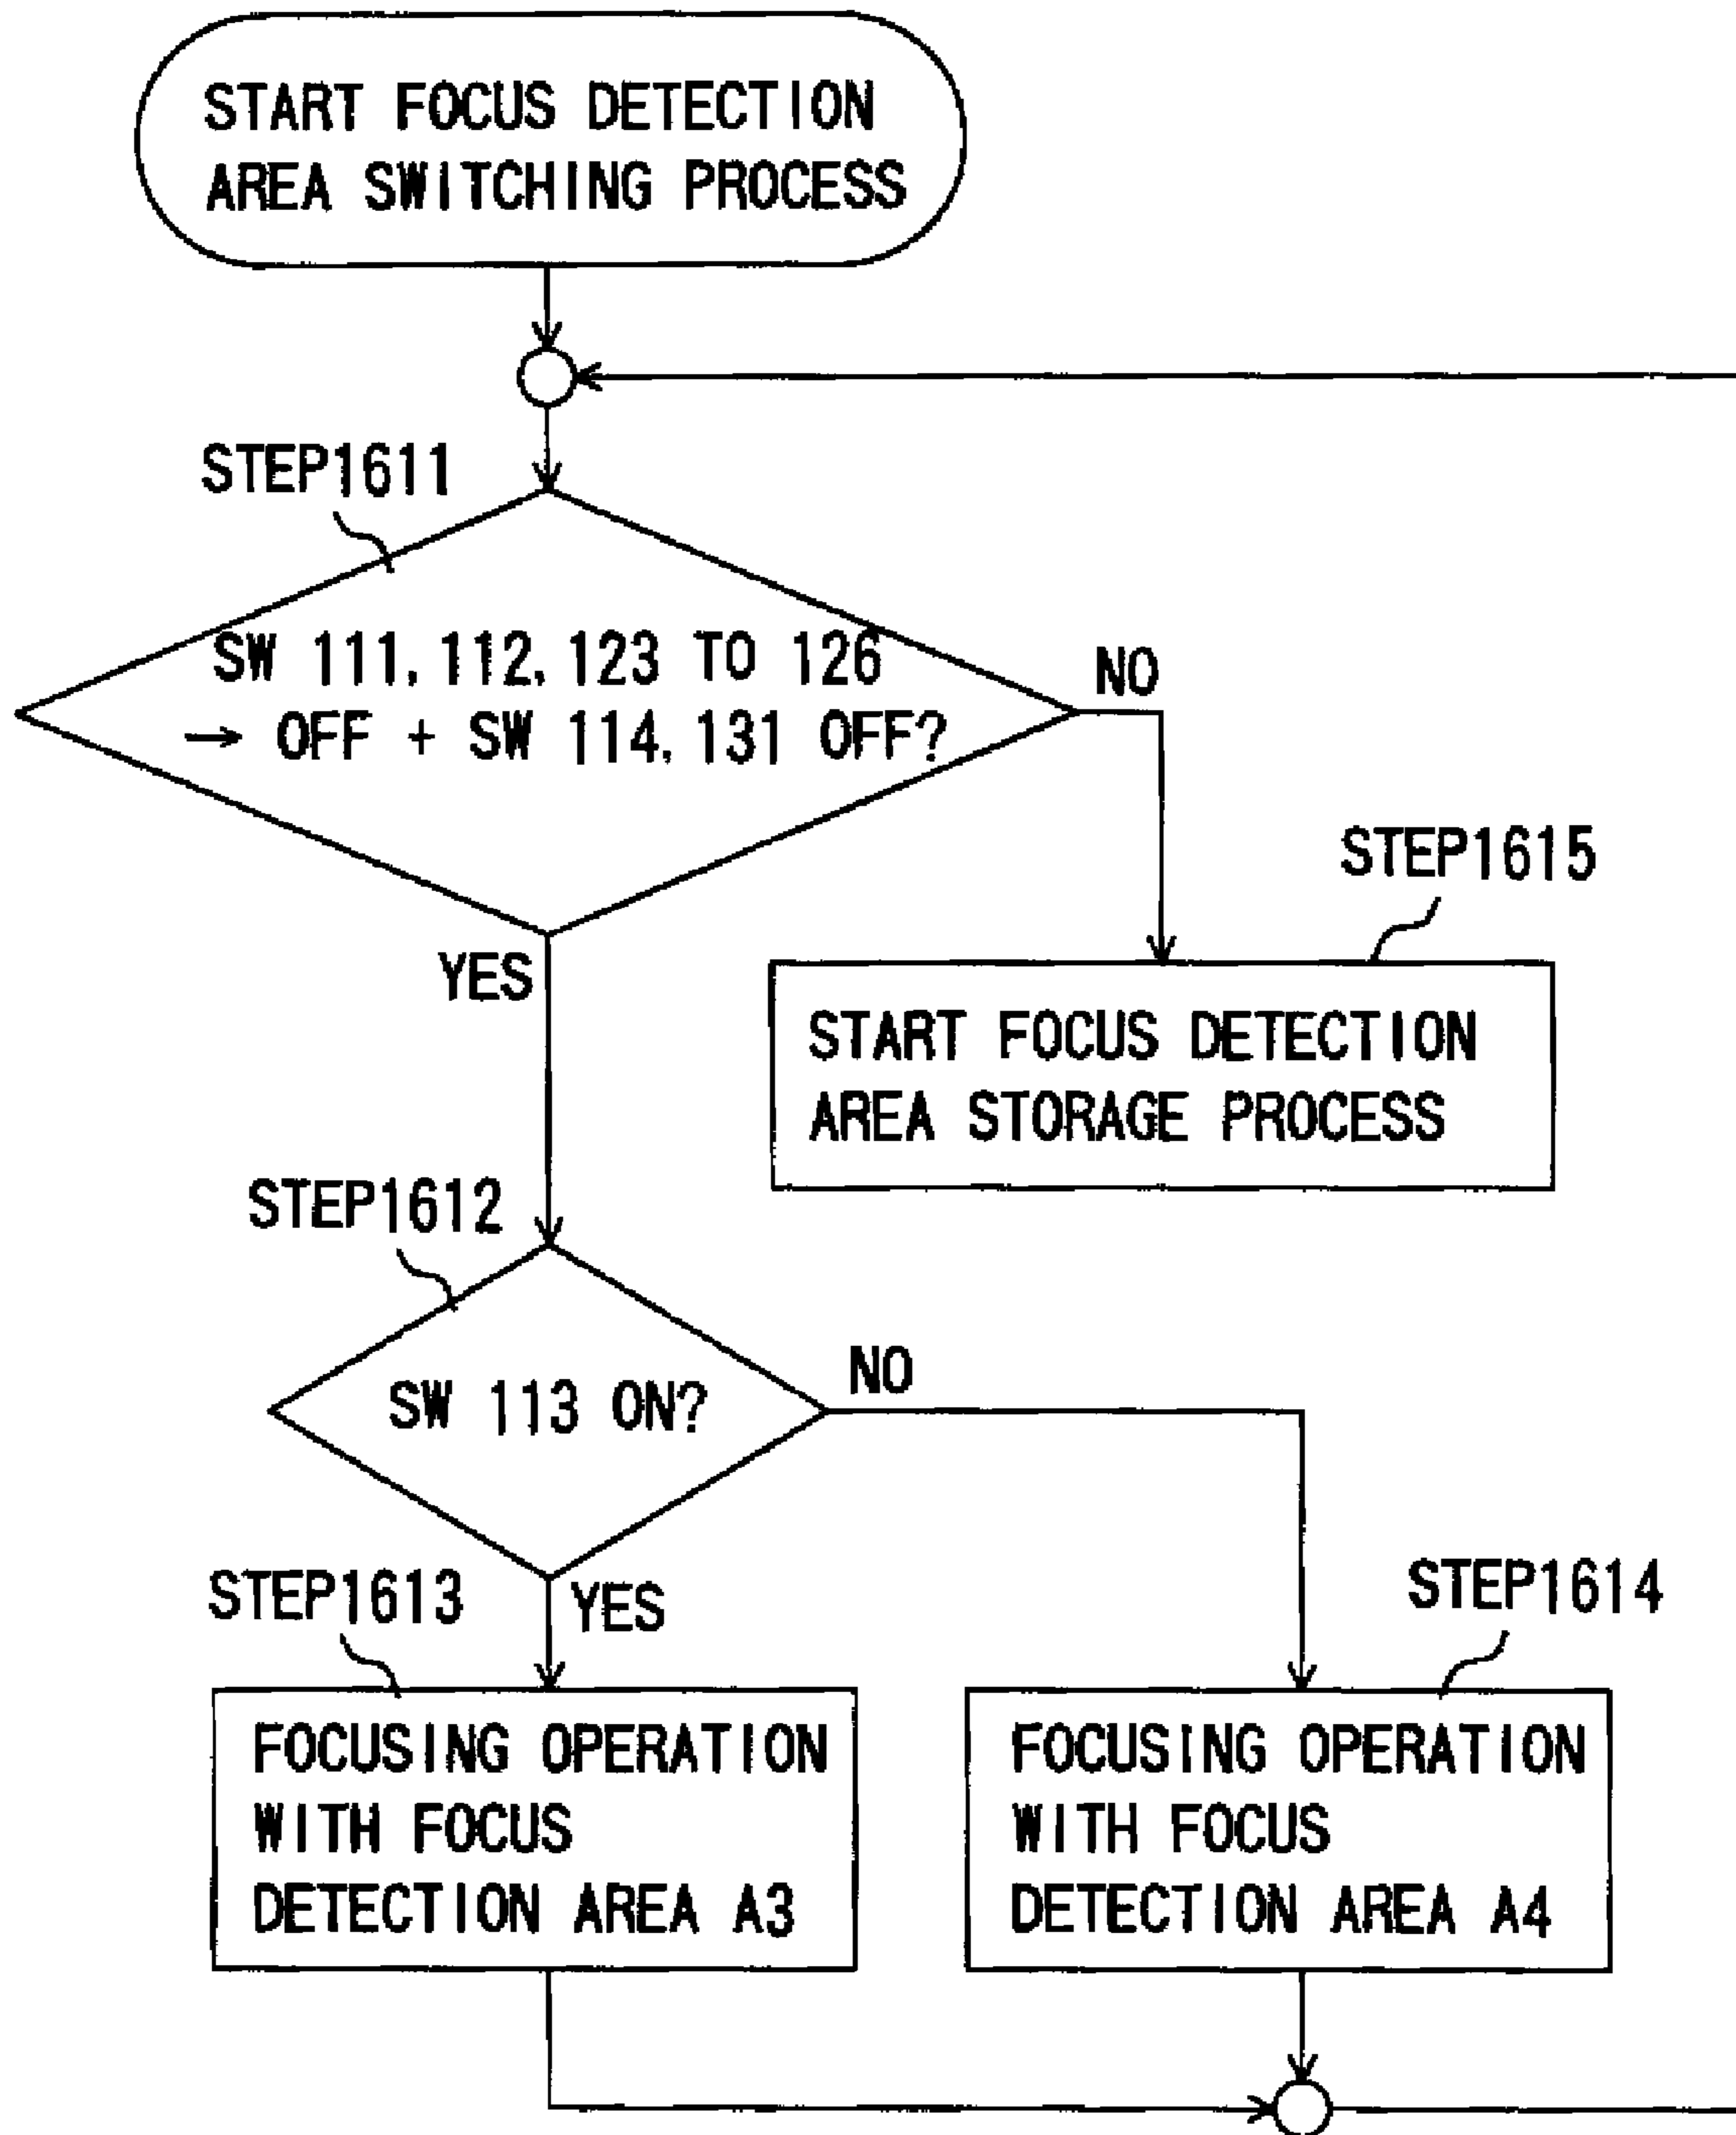 START FOCUS DETECTION
AREA SWITCHING PROCESS
STEP1611
SW 111, 112, 123 TO 126
→ OFF + SW 114, 131 OFF?
NO
YES
STEP1615
START FOCUS DETECTION
AREA STORAGE PROCESS
STEP1612
SW 113 ON?
NO
YES
STEP1613
FOCUSING OPERATION
WITH FOCUS
DETECTION AREA A3
STEP1614
FOCUSING OPERATION
WITH FOCUS
DETECTION AREA A4